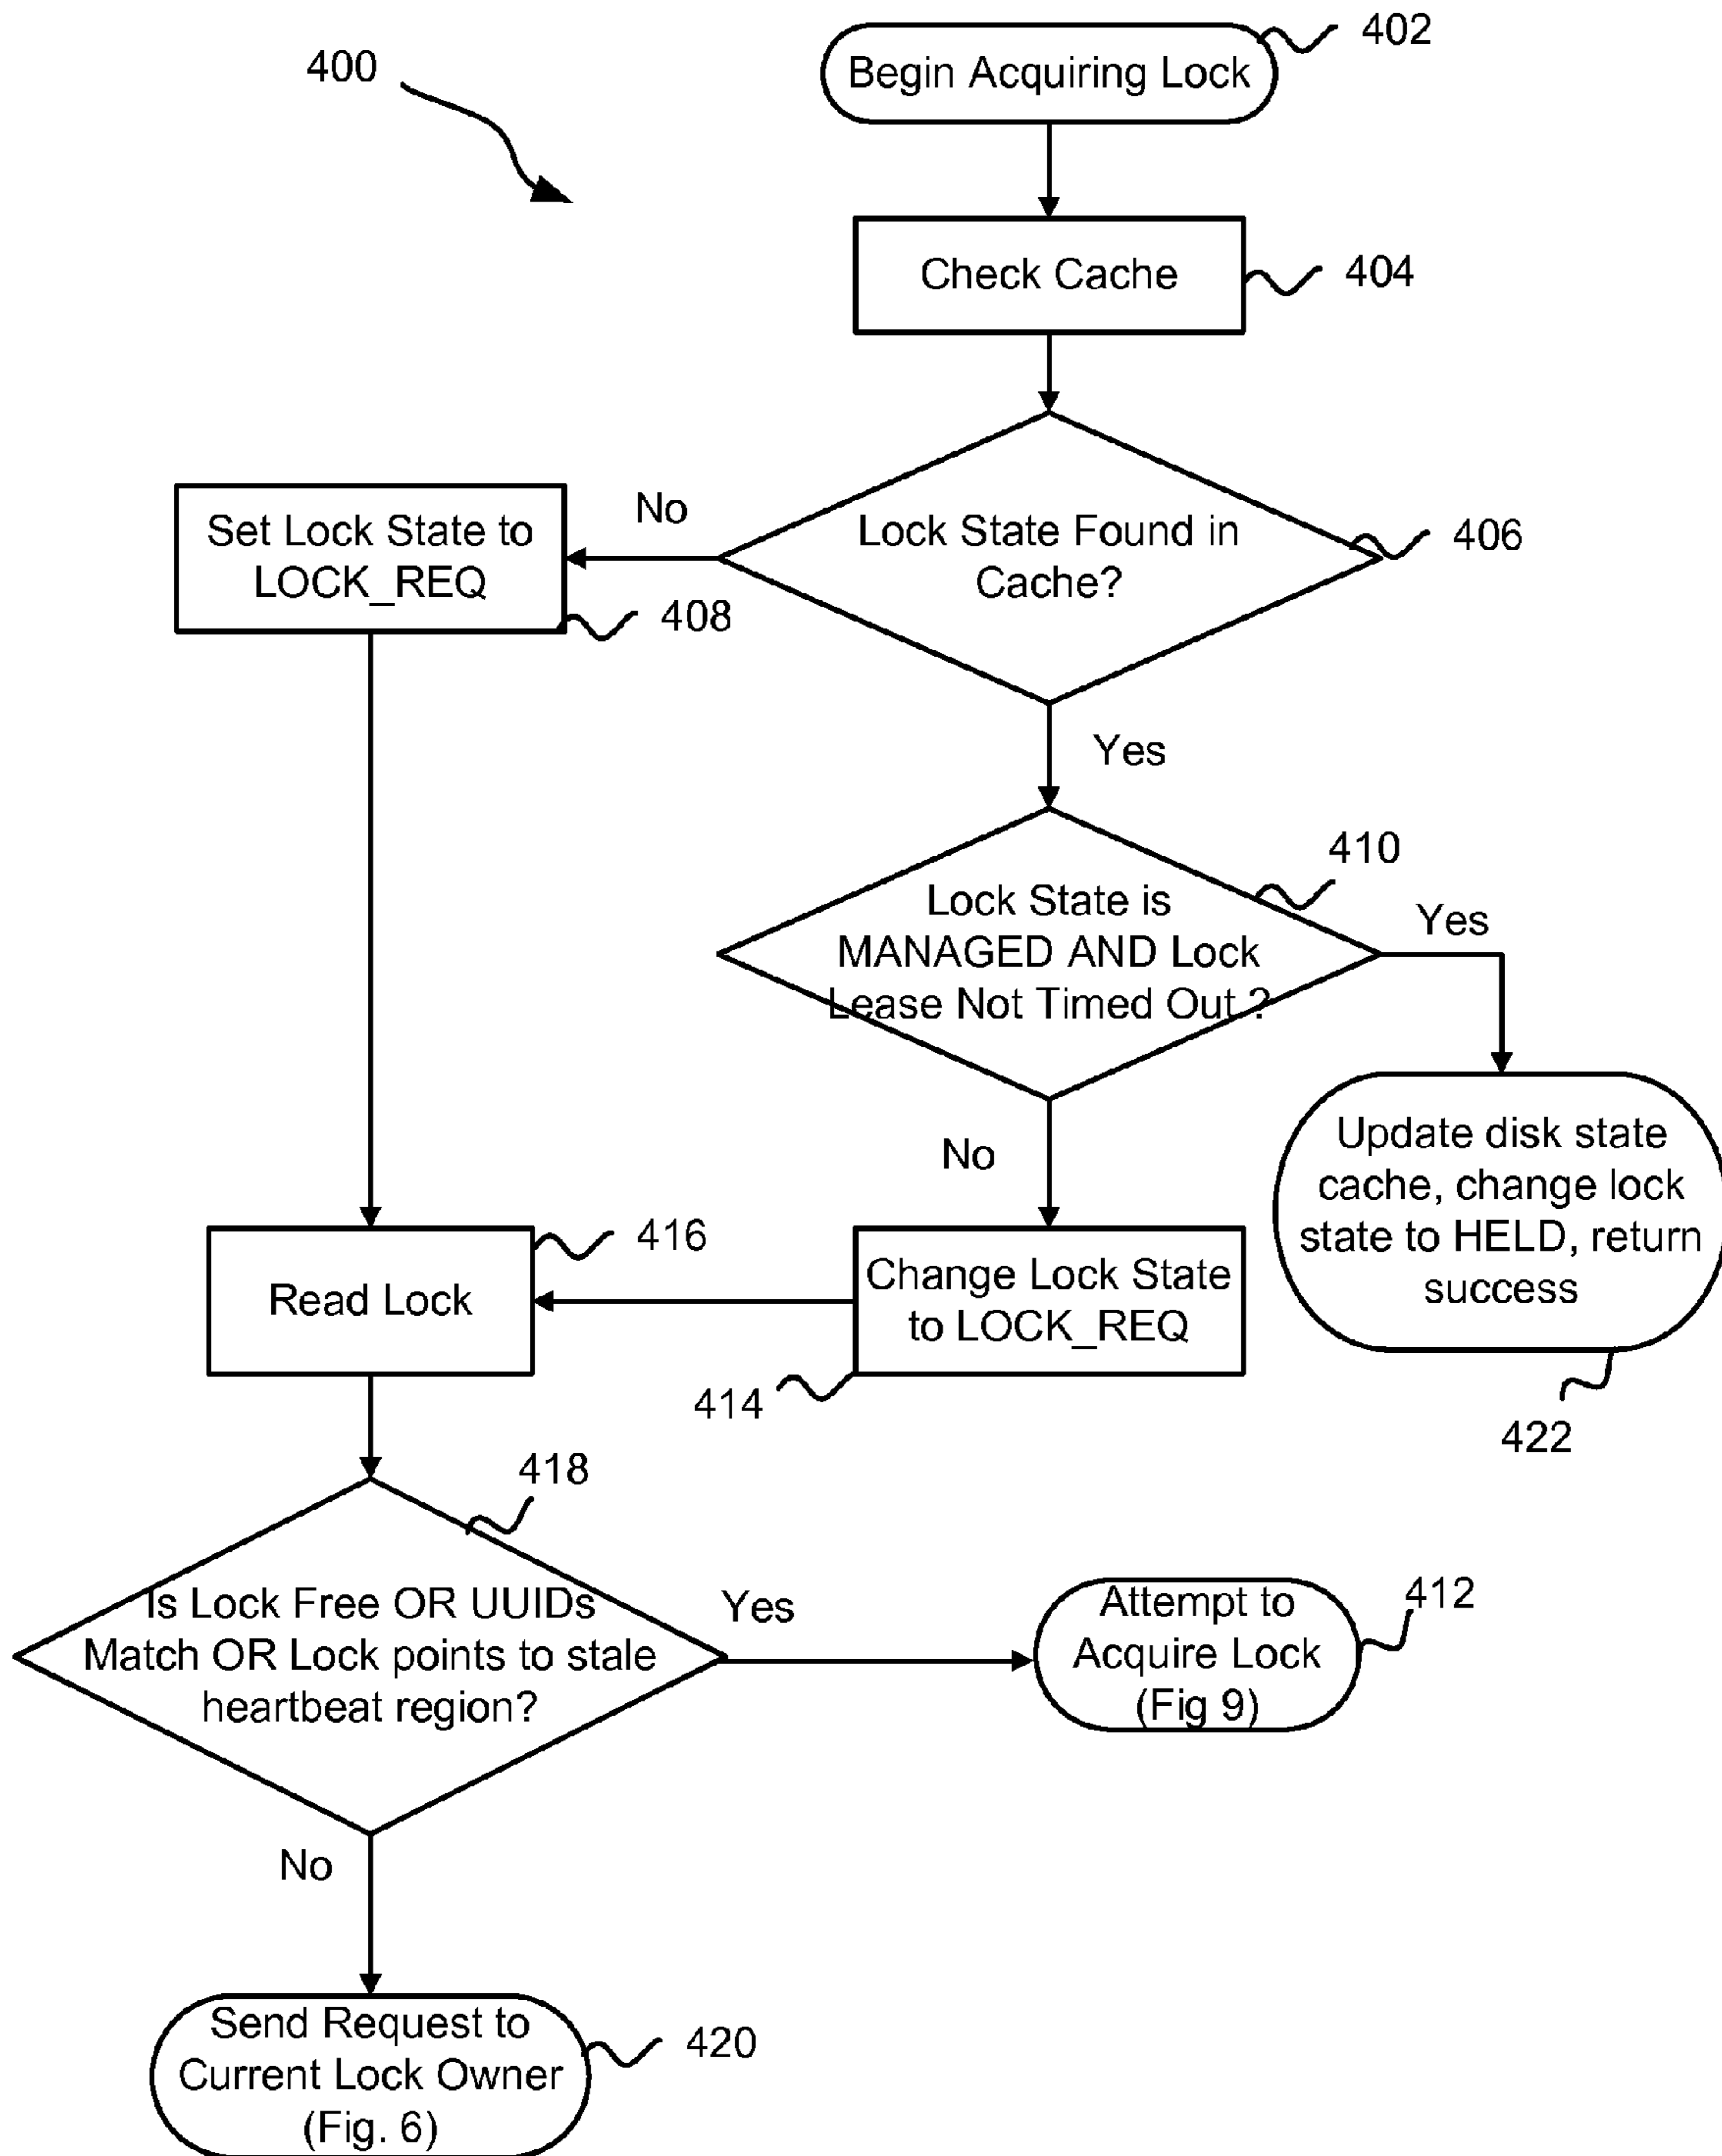 402
Begin Acquiring Lock
400
Check Cache
404
Set Lock State to
LOCK_REQ
408
No
Lock State Found in
Cache?
406
Yes
410
Lock State is
MANAGED AND Lock
Lease Not Timed Out ?
Yes
No
Update disk state
cache, change lock
state to HELD, return
success
422
416
Read Lock
Change Lock State
to LOCK_REQ
414
418
Is Lock Free OR UUIDs
Match OR Lock points to stale
heartbeat region?
Yes
Attempt to
Acquire Lock
(Fig 9)
412
No
Send Request to
Current Lock Owner
(Fig. 6)
420